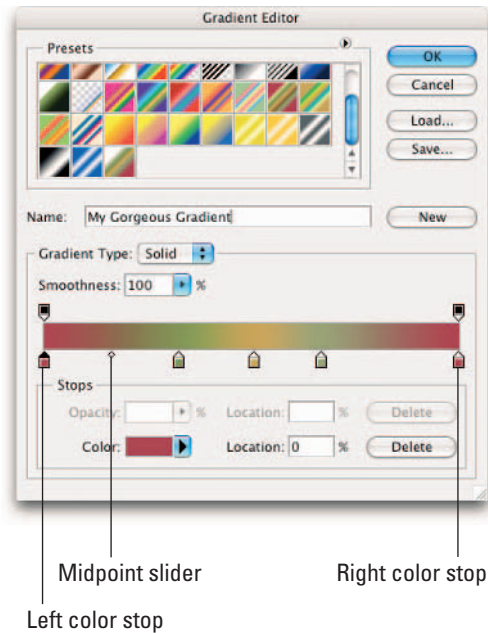 Gradient Editor
Presets
OK
Cancel
Load...
Save...
Name: My Gorgeous Gradient
New
Gradient Type: Solid
Smoothness: 100 %
Stops
Opacity: % Location: % Delete
Color: Location: 0 % Delete
Midpoint slider
Right color stop
Left color stop